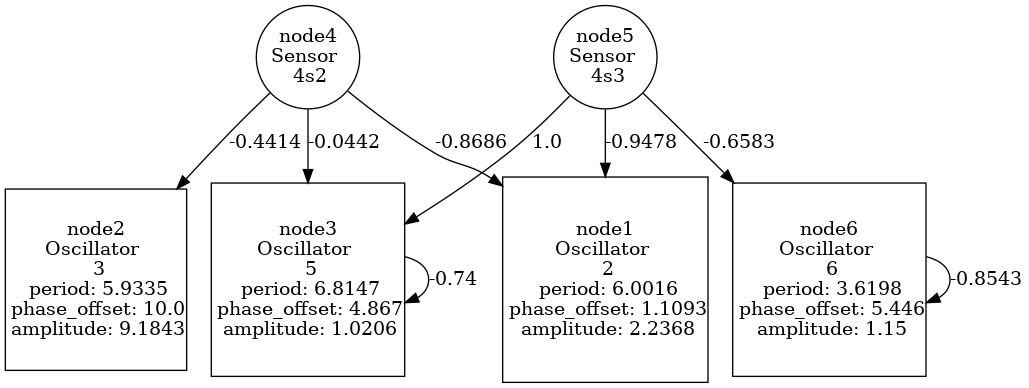 node4
Sensor
4s2
node5
Sensor
4s3
-0.4414
-0.0442
-0.8686
1.0
-0.9478
-0.6583
node2
Oscillator
3
period: 5.9335
phase_offset: 10.0
amplitude: 9.1843
node3
Oscillator
5
period: 6.8147
phase_offset: 4.867
amplitude: 1.0206
-0.74
node1
Oscillator
2
period: 6.0016
phase_offset: 1.1093
amplitude: 2.2368
node6
Oscillator
6
period: 3.6198
phase_offset: 5.446
amplitude: 1.15
-0.8543